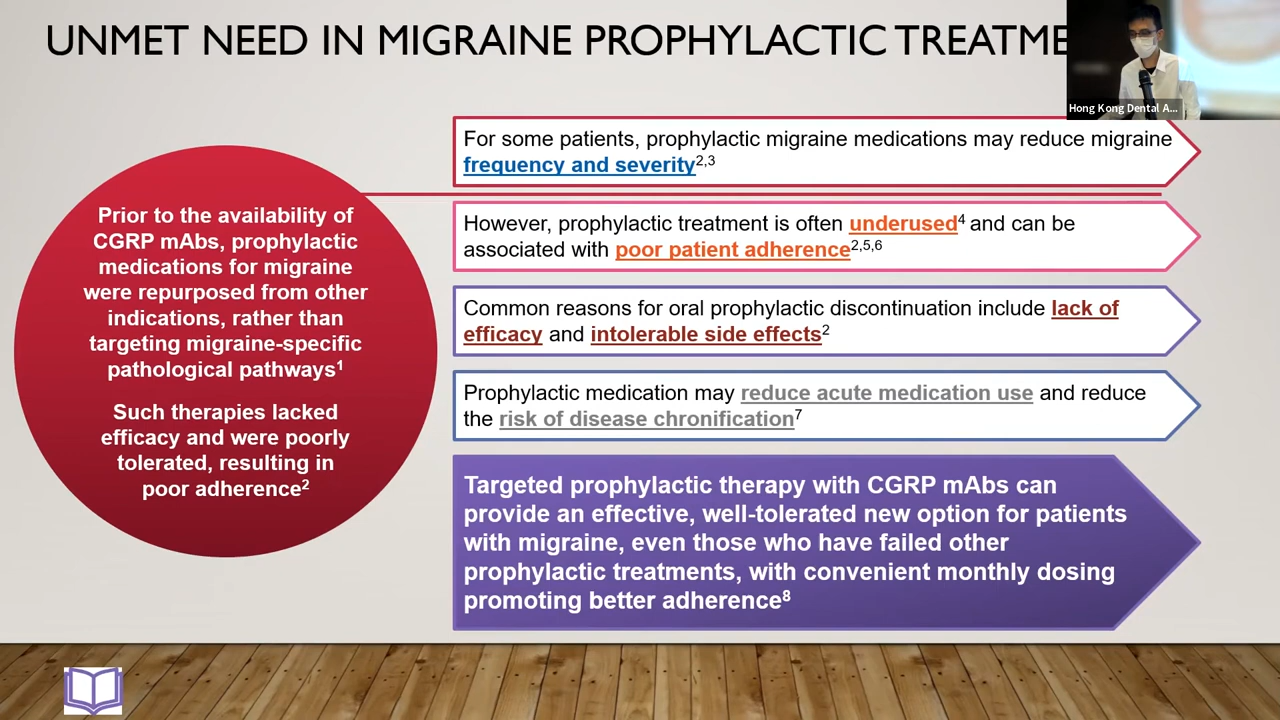 UNMET NEED IN MIGRAINE PROPHYLACTIC TREATME
Hong Kong Dental A...
Prior to the availability of
CGRP mAbs, prophylactic
medications for migraine
were repurposed from other
indications, rather than
targeting migraine-specific
pathological pathways¹
Such therapies lacked
efficacy and were poorly
tolerated, resulting in
poor adherence²
For some patients, prophylactic migraine medications may reduce migraine
frequency and severity²,³
However, prophylactic treatment is often underused⁴ and can be
associated with poor patient adherence²,⁵,⁶
Common reasons for oral prophylactic discontinuation include lack of
efficacy and intolerable side effects²
Prophylactic medication may reduce acute medication use and reduce
the risk of disease chronification⁷
Targeted prophylactic therapy with CGRP mAbs can
provide an effective, well-tolerated new option for patients
with migraine, even those who have failed other
prophylactic treatments, with convenient monthly dosing
promoting better adherence⁸